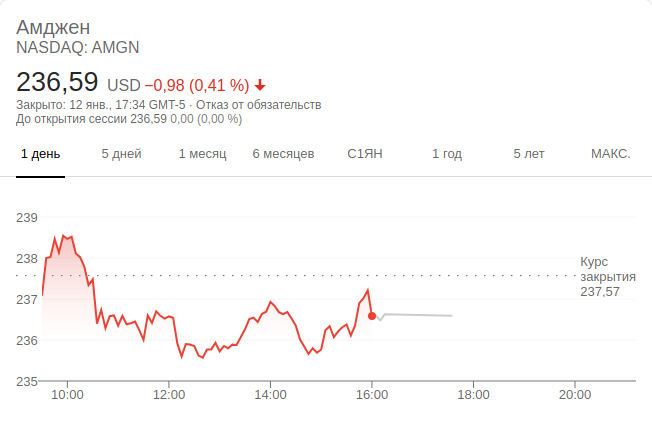 Амджен
NASDAQ: AMGN
236,59 USD −0,98 (0,41 %)
Закрыто: 12 янв., 17:34 GMT-5 · Отказ от обязательств
До открытия сессии 236,59 0,00 (0,00 %)
1 день 5 дней 1 месяц 6 месяцев С1ЯН 1 год 5 лет МАКС.
239
238
237
236
235
Курс
закрытия
237,57
10:00 12:00 14:00 16:00 18:00 20:00